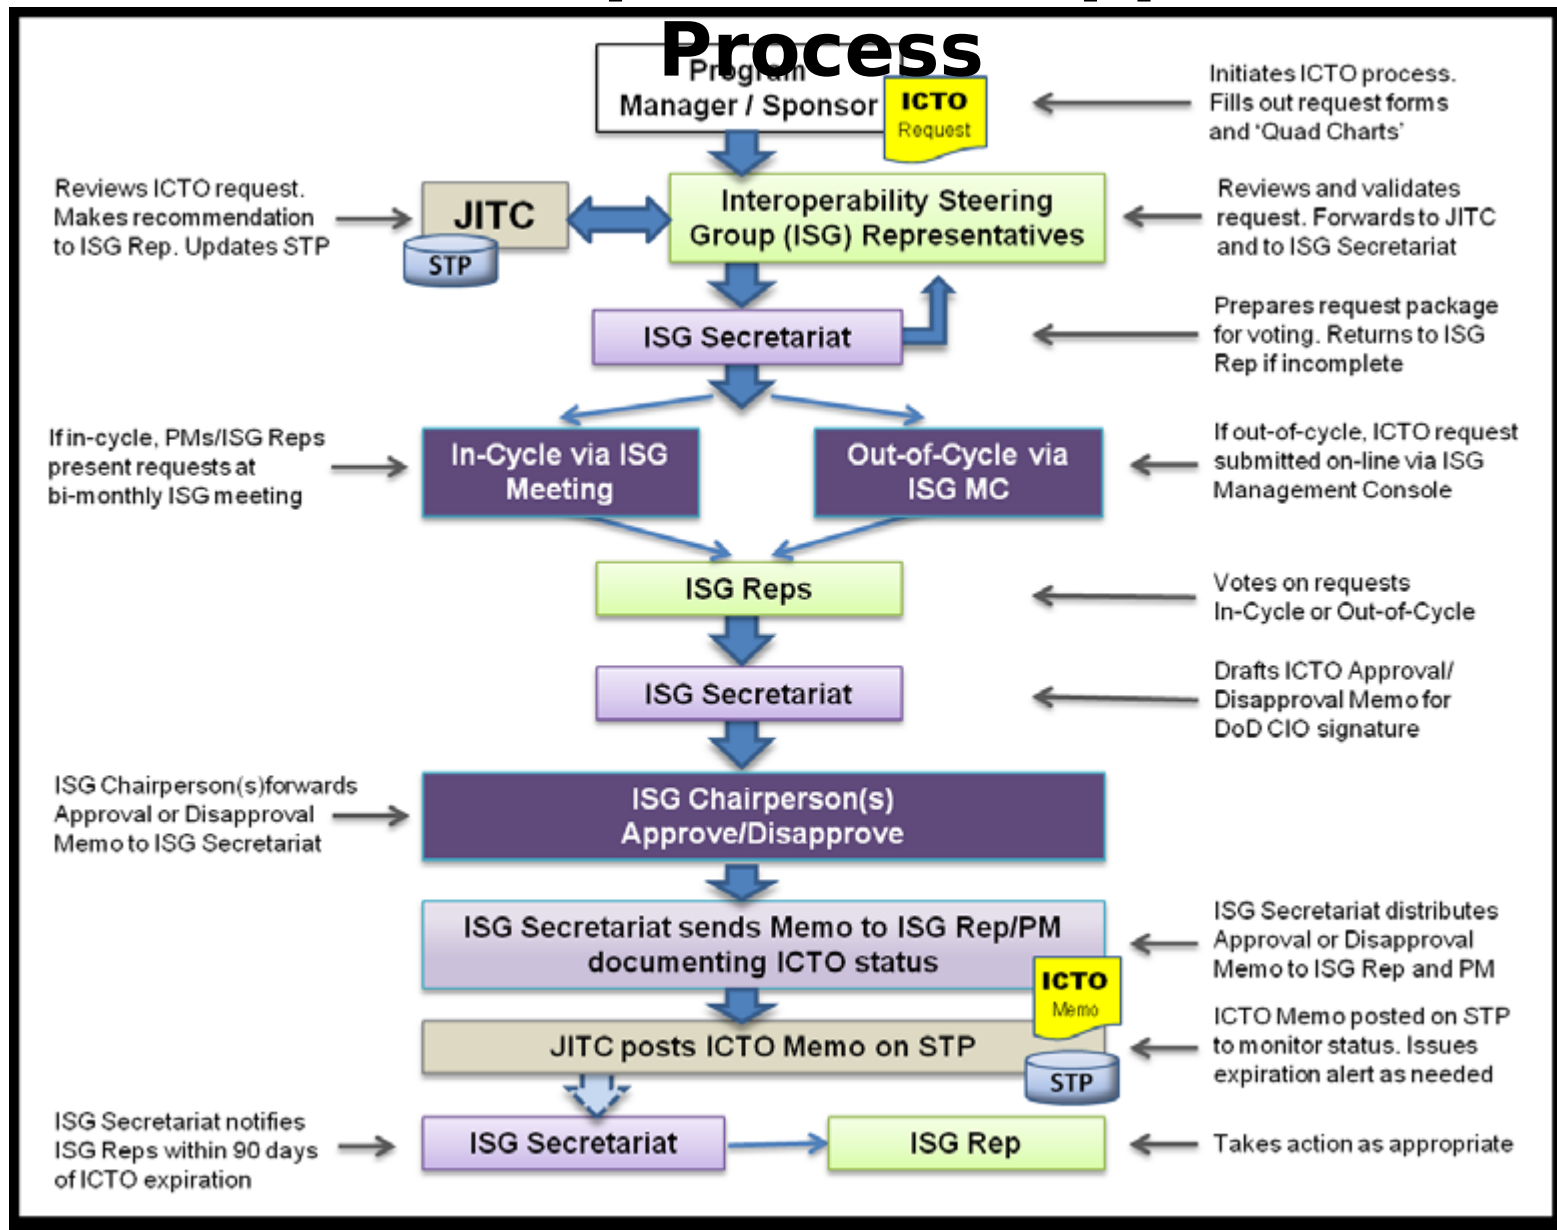 Process
Program
Manager / Sponsor
ICTO
Request
Initiates ICTO process.
Fills out request forms
and ‘Quad Charts’
Reviews ICTO request.
Makes recommendation
to ISG Rep. Updates STP
JITC
STP
Interoperability Steering
Group (ISG) Representatives
Reviews and validates
request. Forwards to JITC
and to ISG Secretariat
ISG Secretariat
Prepares request package
for voting. Returns to ISG
Rep if incomplete
If in-cycle, PMs/ISG Reps
present requests at
bi-monthly ISG meeting
In-Cycle via ISG
Meeting
Out-of-Cycle via
ISG MC
If out-of-cycle, ICTO request
submitted on-line via ISG
Management Console
ISG Reps
Votes on requests
In-Cycle or Out-of-Cycle
ISG Secretariat
Drafts ICTO Approval/
Disapproval Memo for
DoD CIO signature
ISG Chairperson(s)forwards
Approval or Disapproval
Memo to ISG Secretariat
ISG Chairperson(s)
Approve/Disapprove
ISG Secretariat sends Memo to ISG Rep/PM
documenting ICTO status
ICTO
Memo
ISG Secretariat distributes
Approval or Disapproval
Memo to ISG Rep and PM
JITC posts ICTO Memo on STP
STP
ICTO Memo posted on STP
to monitor status. Issues
expiration alert as needed
ISG Secretariat notifies
ISG Reps within 90 days
of ICTO expiration
ISG Secretariat
ISG Rep
Takes action as appropriate